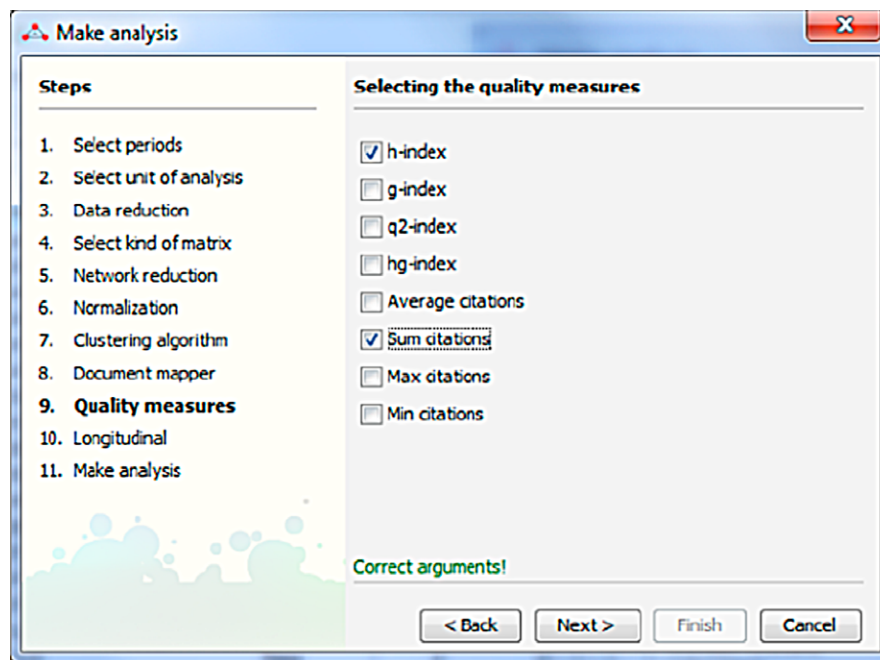 Make analysis
Steps
1. Select periods
2. Select unit of analysis
3. Data reduction
4. Select kind of matrix
5. Network reduction
6. Normalization
7. Clustering algorithm
8. Document mapper
9. Quality measures
10. Longitudinal
11. Make analysis
Selecting the quality measures
h-index
g-index
q2-index
hg-index
Average citations
Sum citations
Max citations
Min citations
Correct arguments!
< Back Next > Finish Cancel